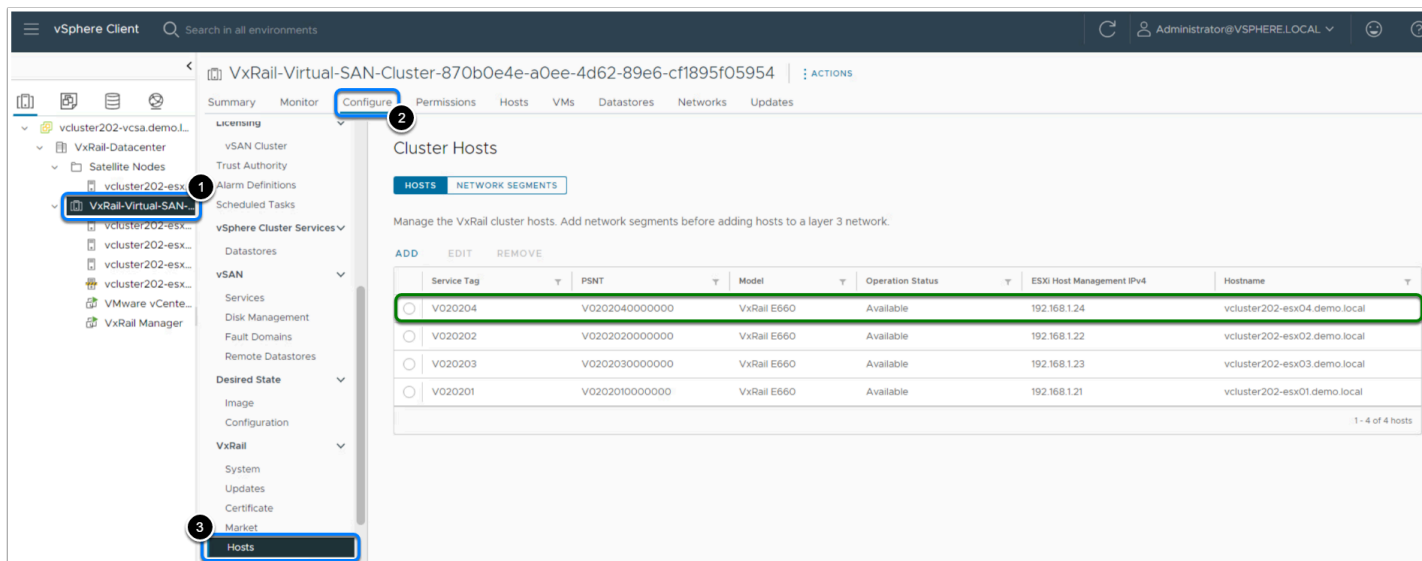 vSphere Client
Search in all environments
Administrator@VSPHERE.LOCAL
VxRail-Virtual-SAN-Cluster-870b0e4e-a0ee-4d62-89e6-cf1895f05954
ACTIONS
Summary Monitor Configure Permissions Hosts VMs Datastores Networks Updates
2
vcluster202-vcsa.demo.l...
VxRail-Datacenter
Satellite Nodes
vcluster202-esx...
1
VxRail-Virtual-SAN-...
vcluster202-esx...
vcluster202-esx...
vcluster202-esx...
vcluster202-esx...
VMware vCente...
VxRail Manager
Licensing
vSAN Cluster
Trust Authority
Alarm Definitions
Scheduled Tasks
vSphere Cluster Services
Datastores
vSAN
Services
Disk Management
Fault Domains
Remote Datastores
Desired State
Image
Configuration
VxRail
System
Updates
Certificate
Market
3
Hosts
Cluster Hosts
HOSTS NETWORK SEGMENTS
Manage the VxRail cluster hosts. Add network segments before adding hosts to a layer 3 network.
ADD EDIT REMOVE
Service Tag PSNT Model Operation Status ESXi Host Management IPv4 Hostname
V020204 V0202040000000 VxRail E660 Available 192.168.1.24 vcluster202-esx04.demo.local
V020202 V0202020000000 VxRail E660 Available 192.168.1.22 vcluster202-esx02.demo.local
V020203 V0202030000000 VxRail E660 Available 192.168.1.23 vcluster202-esx03.demo.local
V020201 V0202010000000 VxRail E660 Available 192.168.1.21 vcluster202-esx01.demo.local
1 - 4 of 4 hosts